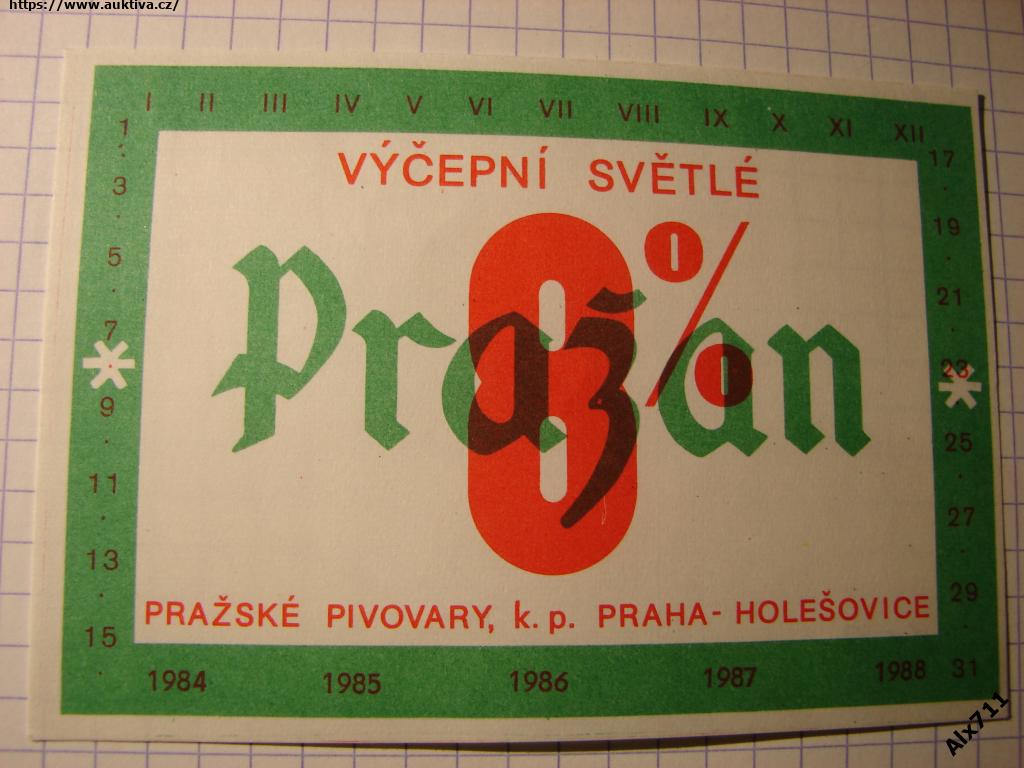 https://www.auktiva.cz/
I II III IV V VI VII VIII IX X XI XII
1 17
3 19
5 21
7 23
9 25
11 27
13 29
15 31
VÝČEPNÍ SVĚTLÉ
8%
Pražan
PRAŽSKÉ PIVOVARY, k. p. PRAHA - HOLEŠOVICE
1984 1985 1986 1987 1988
Alx711